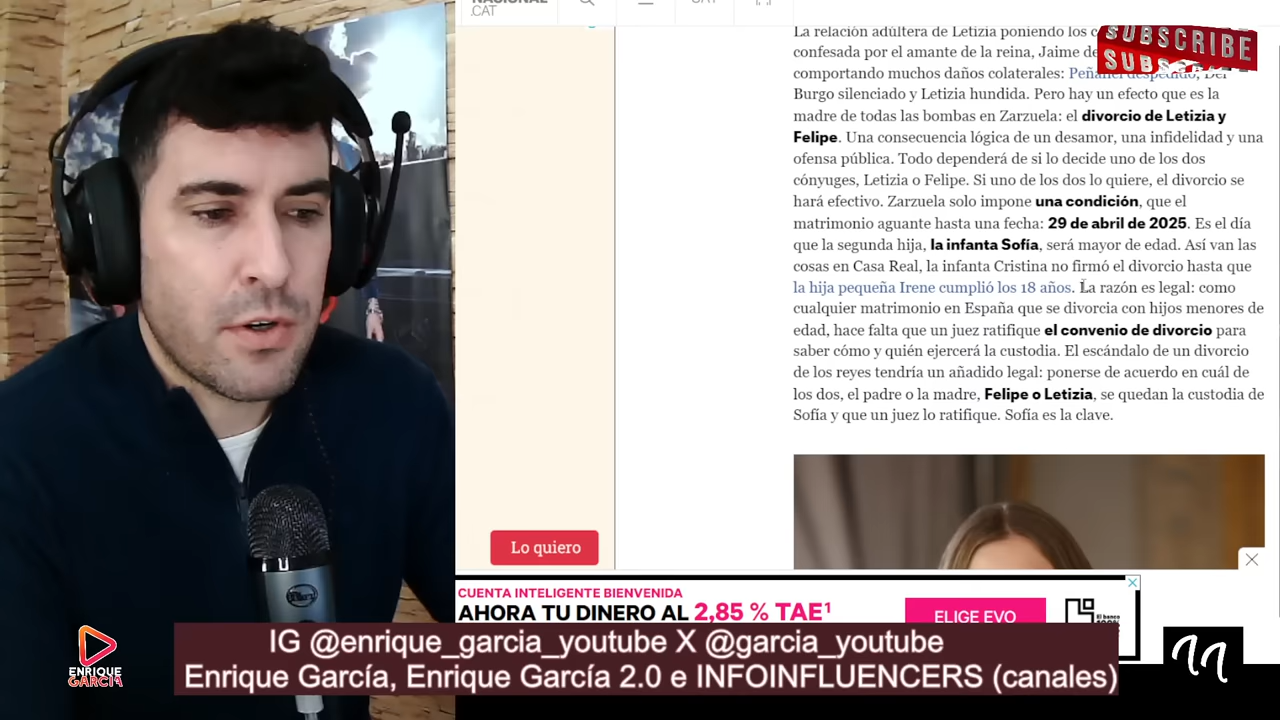 NACIONAL
.CAT
CAT
SUBSCRIBE
La relación adúltera de Letizia poniendo los
confesada por el amante de la reina, Jaime
comportando muchos daños colaterales: Peñafiel despedido, Del
Burgo silenciado y Letizia hundida. Pero hay un efecto que es la
madre de todas las bombas en Zarzuela: el divorcio de Letizia y
Felipe. Una consecuencia lógica de un desamor, una infidelidad y una
ofensa pública. Todo dependerá de si lo decide uno de los dos
cónyuges, Letizia o Felipe. Si uno de los dos lo quiere, el divorcio se
hará efectivo. Zarzuela solo impone una condición, que el
matrimonio aguante hasta una fecha: 29 de abril de 2025. Es el día
que la segunda hija, la infanta Sofía, será mayor de edad. Así van las
cosas en Casa Real, la infanta Cristina no firmó el divorcio hasta que
la hija pequeña Irene cumplió los 18 años. La razón es legal: como
cualquier matrimonio en España que se divorcia con hijos menores de
edad, hace falta que un juez ratifique el convenio de divorcio para
saber cómo y quién ejercerá la custodia. El escándalo de un divorcio
de los reyes tendría un añadido legal: ponerse de acuerdo en cuál de
los dos, el padre o la madre, Felipe o Letizia, se quedan la custodia de
Sofía y que un juez lo ratifique. Sofía es la clave.
Lo quiero
CUENTA INTELIGENTE BIENVENIDA
AHORA TU DINERO AL 2,85 % TAE¹
ELIGE EVO
El banco
IG @enrique_garcia_youtube X @garcia_youtube
Enrique García, Enrique García 2.0 e INFOINFLUENCERS (canales)
ENRIQUE
GARCÍA